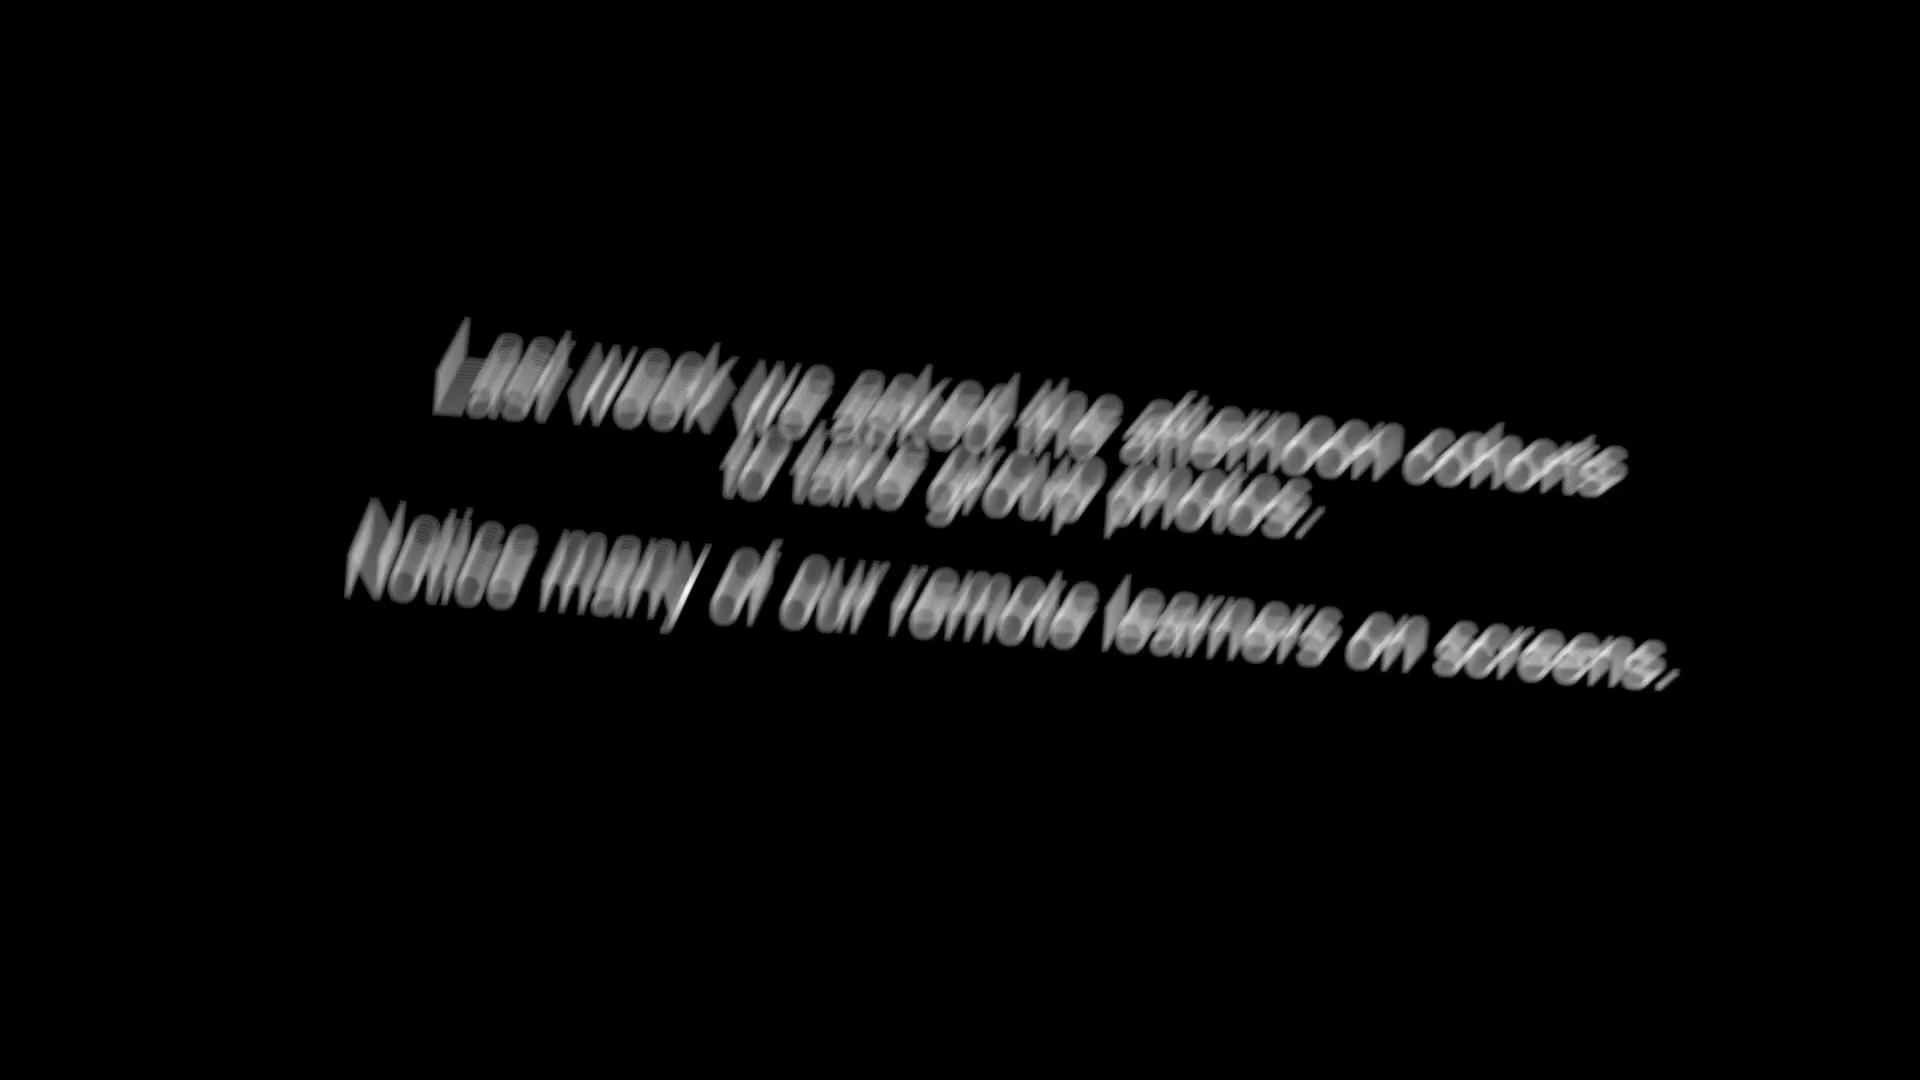 Last week we asked the afternoon cohorts
to take group photos.
Notice many of our remote learners on screens.